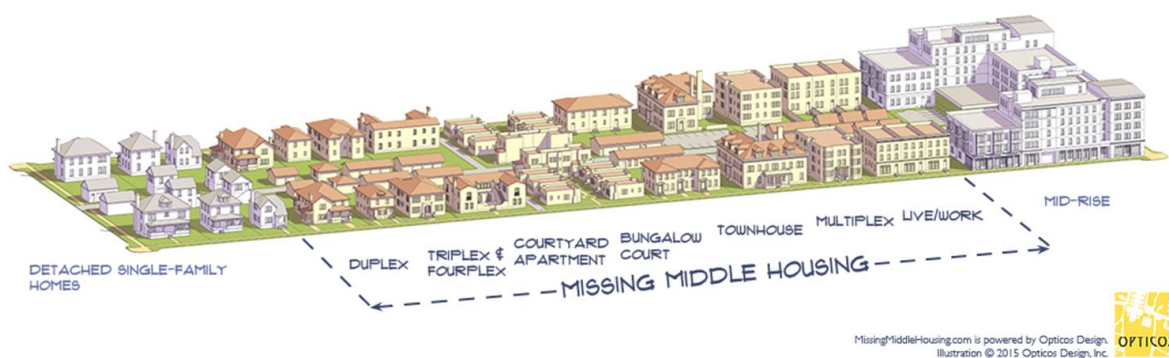 DETACHED SINGLE-FAMILY
HOMES
DUPLEX
TRIPLEX &
FOURPLEX
COURTYARD
APARTMENT
BUNGALOW
COURT
TOWNHOUSE
MULTIPLEX
LIVE/WORK
MID-RISE
MISSING MIDDLE HOUSING
MissingMiddleHousing.com is powered by Opticos Design.
Illustration © 2015 Opticos Design, Inc.
OPTICOS